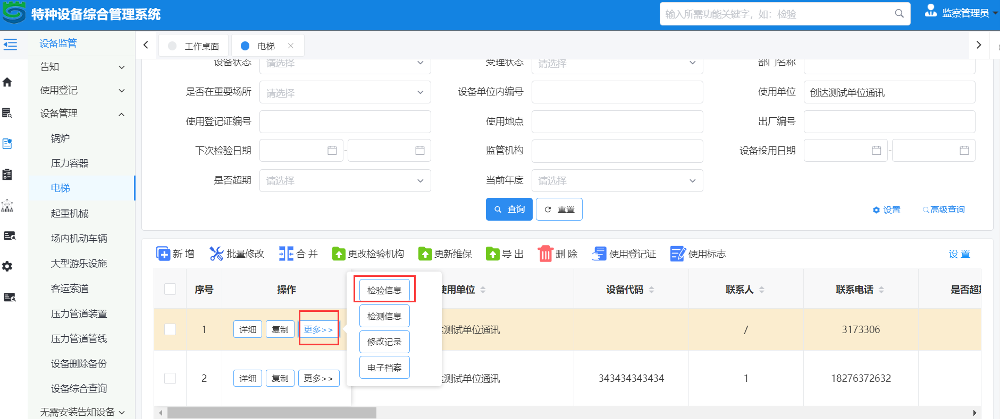 特种设备综合管理系统
输入所需功能关键字，如：检验
监察管理员
设备监管
工作桌面
电梯
告知
使用登记
设备管理
锅炉
压力容器
电梯
起重机械
场内机动车辆
大型游乐设施
客运索道
压力管道装置
压力管道管线
设备删除备份
设备综合查询
无需安装告知设备
设备状态 请选择 受理状态 请选择 部门名称
是否在重要场所 请选择 设备单位内编号 使用单位 创达测试单位通讯
使用登记证编号 使用地点 出厂编号
下次检验日期 - 监管机构 设备投用日期 -
是否超期 请选择 当前年度 请选择
查询 重置 设置 高级查询
新 增 批量修改 合 并 更改检验机构 更新维保 导 出 删 除 使用登记证 使用标志 设 置
序号 操作 使用单位 设备代码 联系人 联系电话 是否超期
1 详细 复制 更多>> 达测试单位通讯 / 3173306
2 详细 复制 更多>> 达测试单位通讯 343434343434 1 18276372632
检验信息
检测信息
修改记录
电子档案